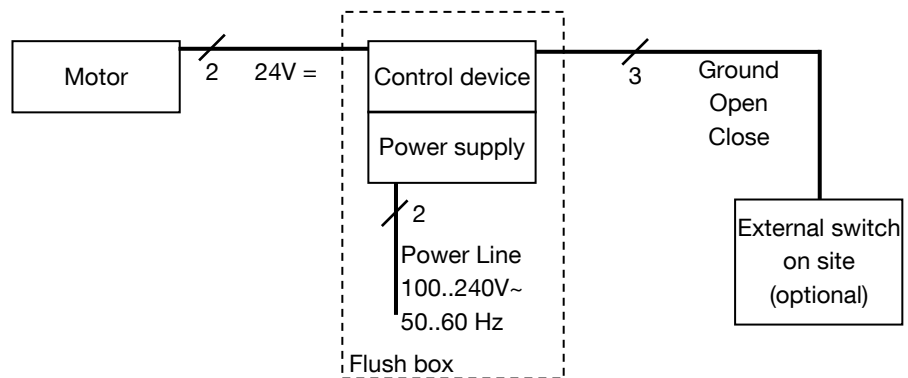 Motor
2
24V =
Control device
Power supply
3
Ground
Open
Close
2
Power Line
100..240V~
50..60 Hz
External switch
on site
(optional)
Flush box